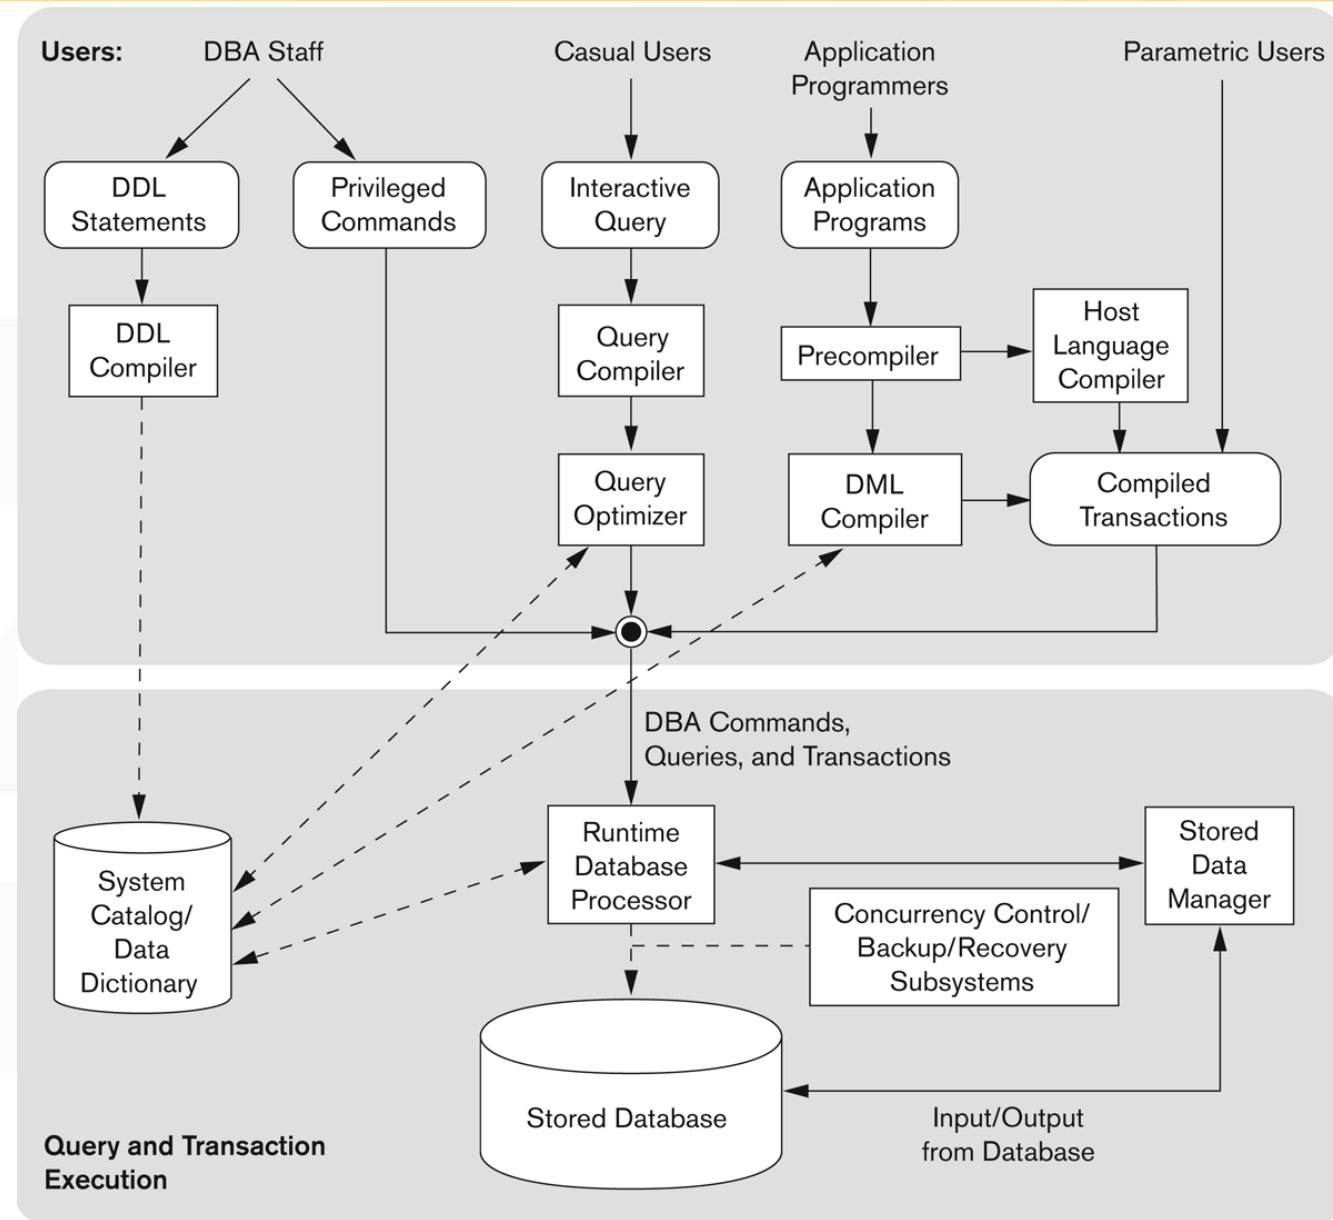 Users:
DBA Staff
Casual Users
Application
Programmers
Parametric Users
DDL
Statements
Privileged
Commands
Interactive
Query
Application
Programs
DDL
Compiler
Query
Compiler
Precompiler
Host
Language
Compiler
Query
Optimizer
DML
Compiler
Compiled
Transactions
DBA Commands,
Queries, and Transactions
System
Catalog/
Data
Dictionary
Runtime
Database
Processor
Stored
Data
Manager
Concurrency Control/
Backup/Recovery
Subsystems
Stored Database
Input/Output
from Database
Query and Transaction
Execution